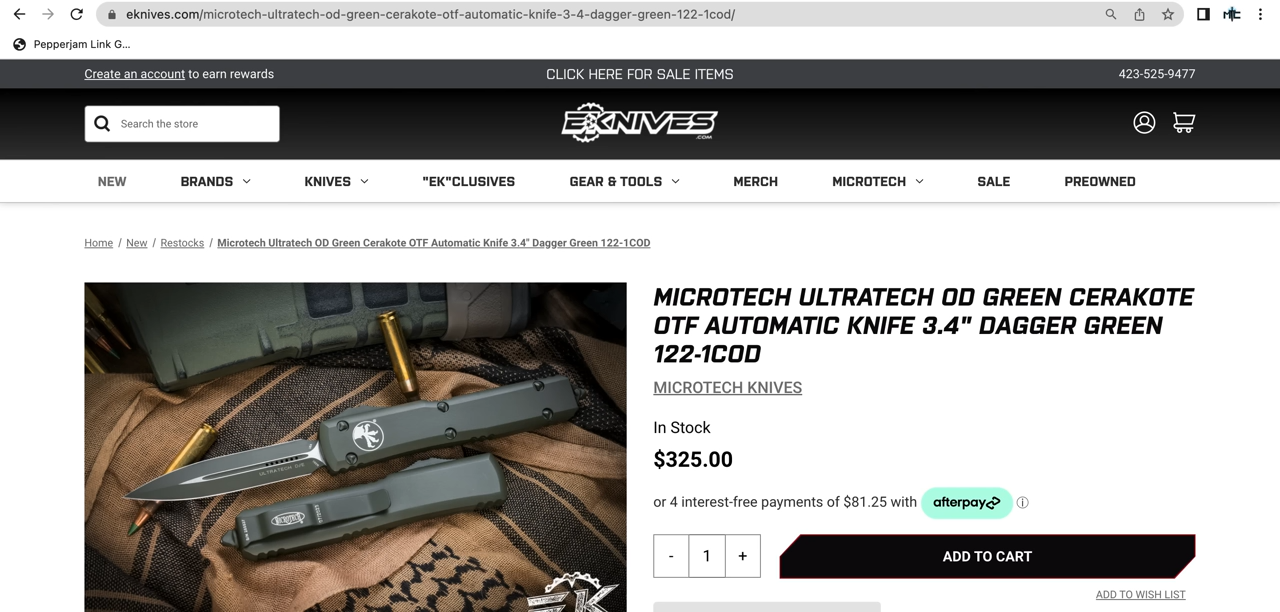 eknives.com/microtech-ultratech-od-green-cerakote-otf-automatic-knife-3-4-dagger-green-122-1cod/
Pepperjam Link G...
Create an account to earn rewards
CLICK HERE FOR SALE ITEMS
423-525-9477
Search the store
EKNIVES
.COM
NEW
BRANDS
KNIVES
"EK"CLUSIVES
GEAR & TOOLS
MERCH
MICROTECH
SALE
PREOWNED
Home / New / Restocks / Microtech Ultratech OD Green Cerakote OTF Automatic Knife 3.4" Dagger Green 122-1COD
ULTRATECH D/E
MICROTECH
EK
MICROTECH ULTRATECH OD GREEN CERAKOTE
OTF AUTOMATIC KNIFE 3.4" DAGGER GREEN
122-1COD
MICROTECH KNIVES
In Stock
$325.00
or 4 interest-free payments of $81.25 with afterpay
- 1 +
ADD TO CART
ADD TO WISH LIST